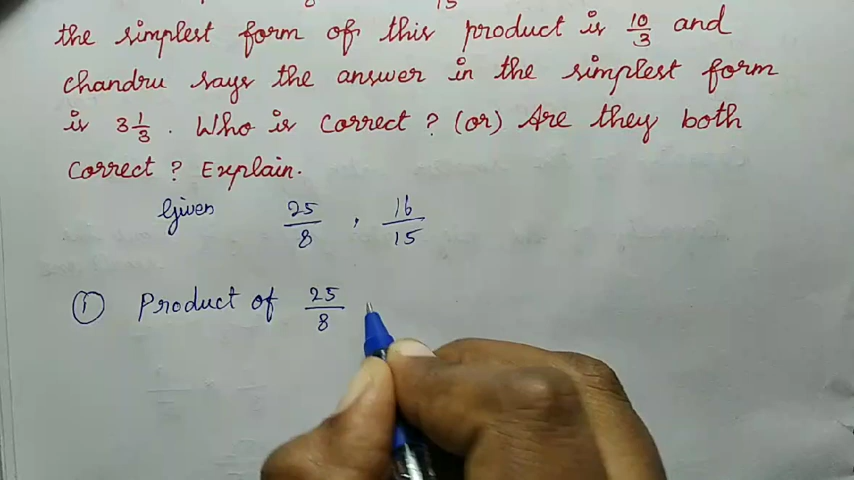 8 15
the simplest form of this product is 10/3 and
chandru says the answer in the simplest form
is 3 1/3. Who is correct? (or) Are they both
correct? Explain.
Given 25/8, 16/15
① Product of 25/8